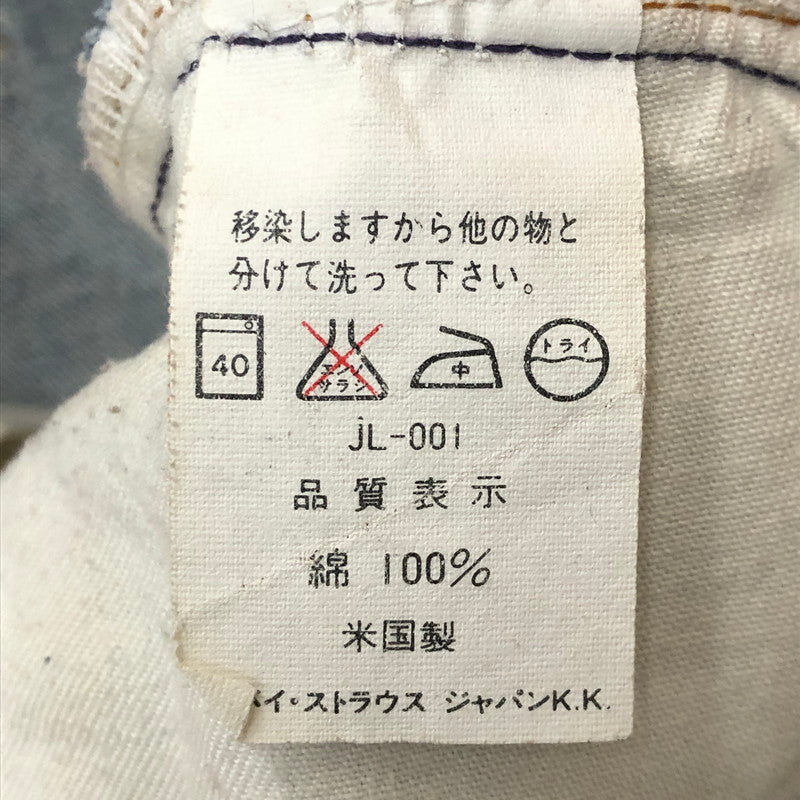 移染しますから他の物と
分けて洗って下さい。
40
エンソ
サラシ
中
ドライ
JL-001
品質表示
綿 100%
米国製
イ・ストラウス ジャパンK.K.